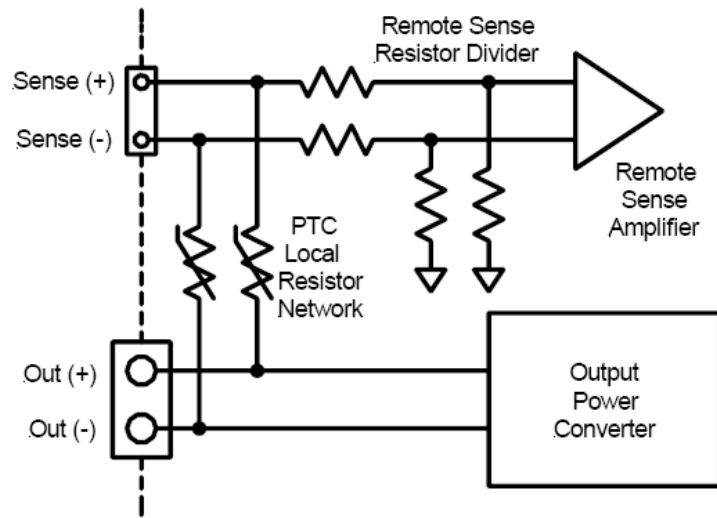 Remote Sense
Resistor Divider
Sense (+)
Sense (-)
Remote
Sense
Amplifier
PTC
Local
Resistor
Network
Out (+)
Out (-)
Output
Power
Converter